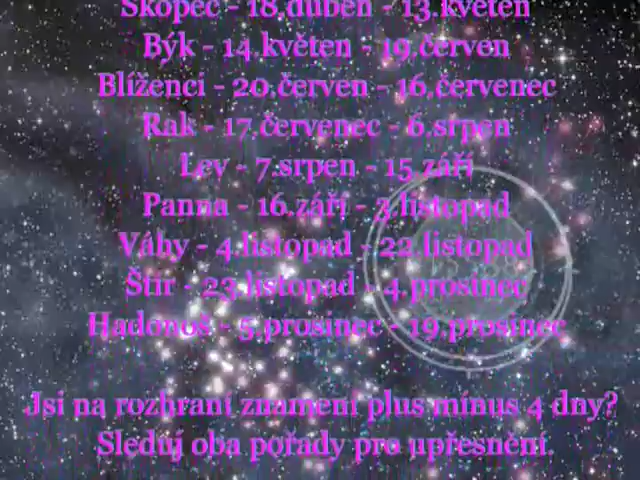 Skopec - 18.duben - 13.květen
Býk - 14.květen - 19.červen
Blíženci - 20.červen - 16.červenec
Rak - 17.červenec - 6.srpen
Lev - 7.srpen - 15.září
Panna - 16.září - 3.listopad
Váhy - 4.listopad - 22.listopad
Štír - 23.listopad - 4.prosinec
Hadonoš - 5.prosinec - 19.prosinec
Jsi na rozhraní znamení plus mínus 4 dny?
Sleduj oba pořady pro upřesnění.